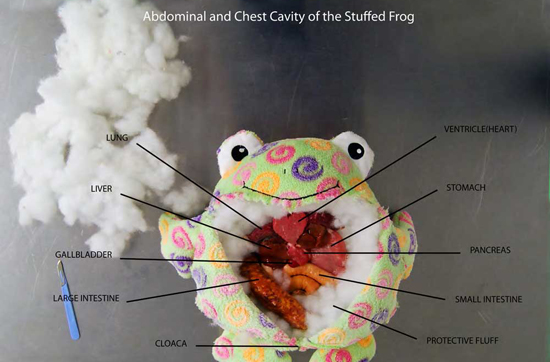 Abdominal and Chest Cavity of the Stuffed Frog
LUNG
VENTRICLE(HEART)
LIVER
STOMACH
GALLBLADDER
PANCREAS
LARGE INTESTINE
SMALL INTESTINE
CLOACA
PROTECTIVE FLUFF